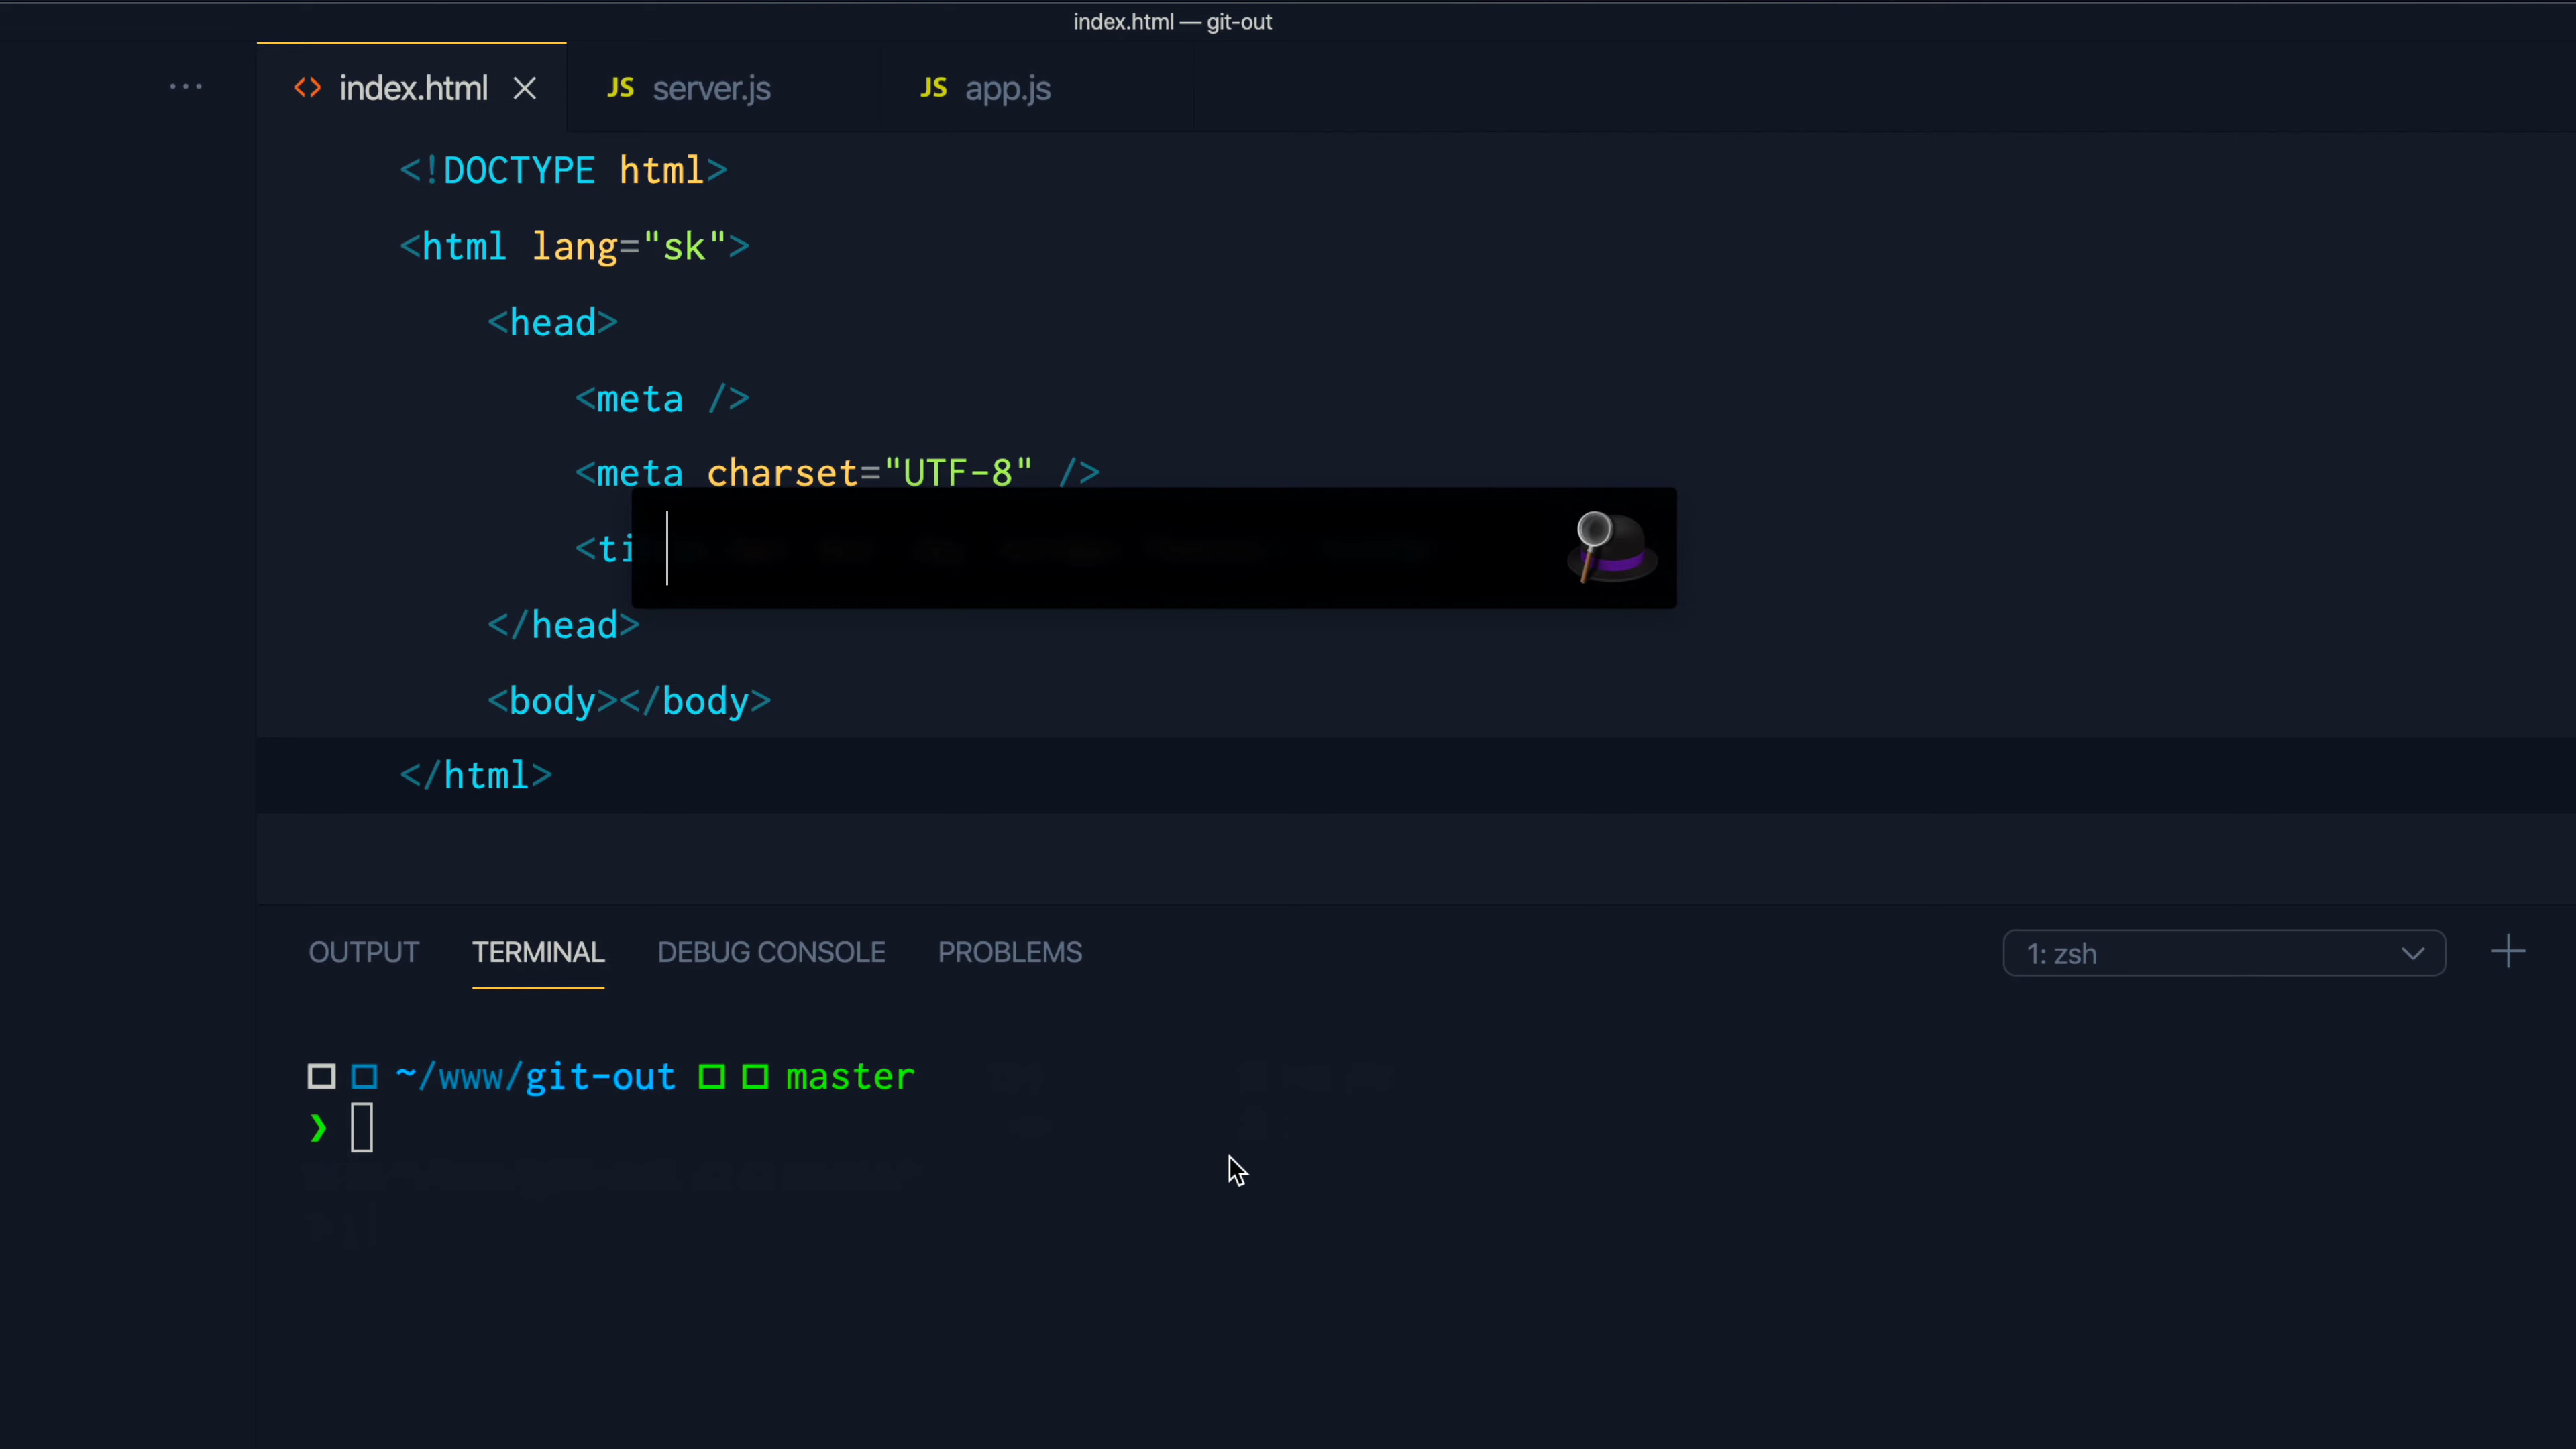 index.html — git-out
index.html
JS server.js
JS app.js
<!DOCTYPE html>
<html lang="sk">
<head>
<meta />
<meta charset="UTF-8" />
<ti
</head>
<body></body>
</html>
OUTPUT TERMINAL DEBUG CONSOLE PROBLEMS
1: zsh
~/www/git-out master
❯